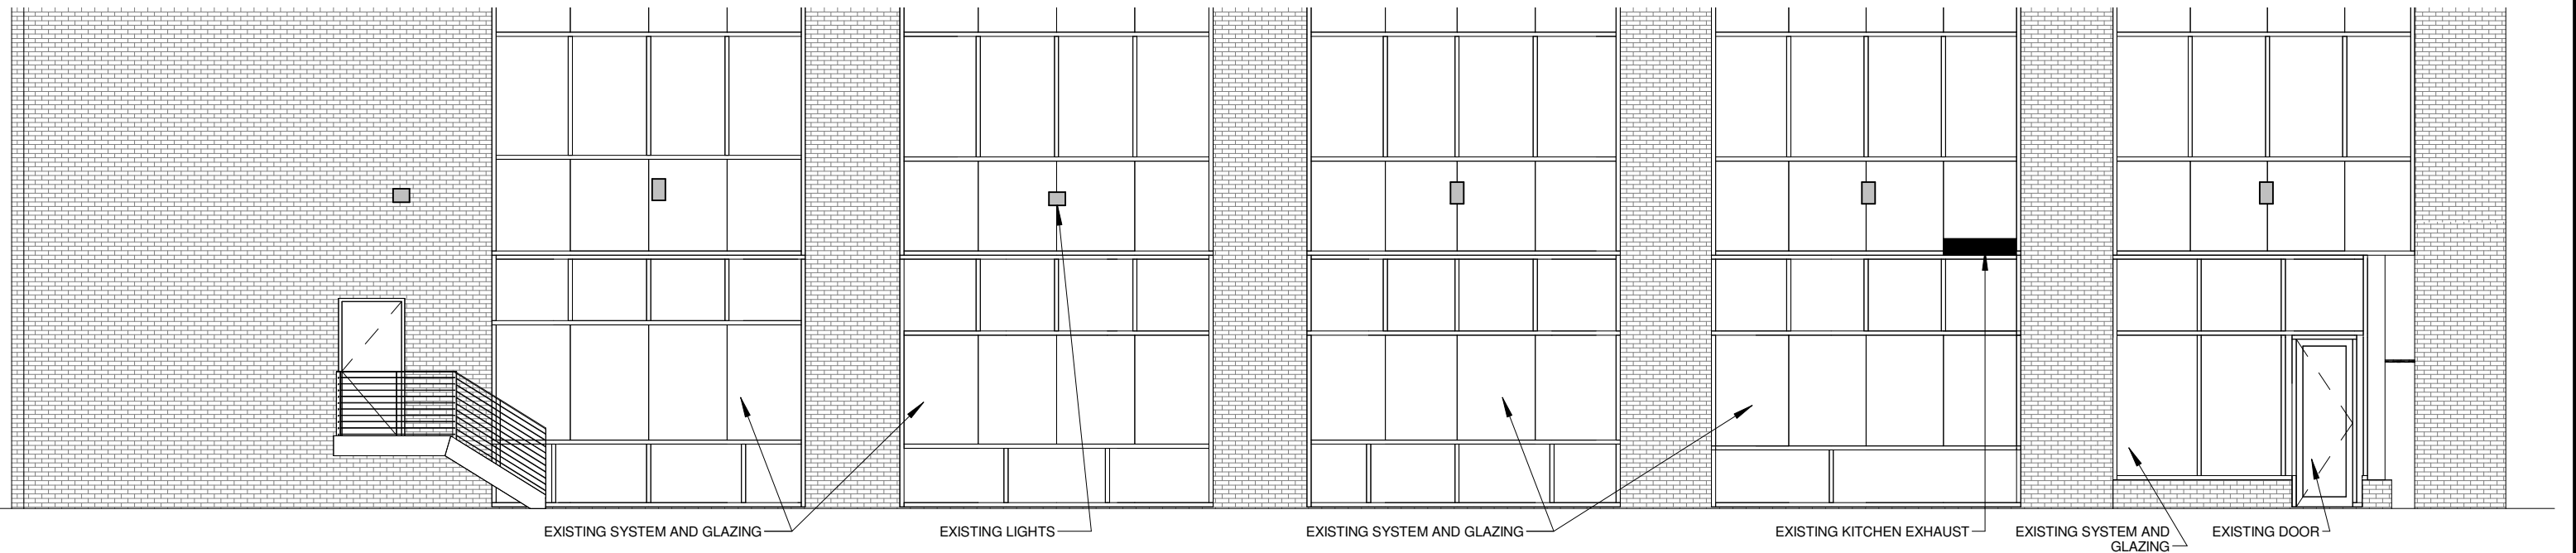 EXISTING SYSTEM AND GLAZING
EXISTING LIGHTS
EXISTING SYSTEM AND GLAZING
EXISTING KITCHEN EXHAUST
EXISTING SYSTEM AND
GLAZING
EXISTING DOOR